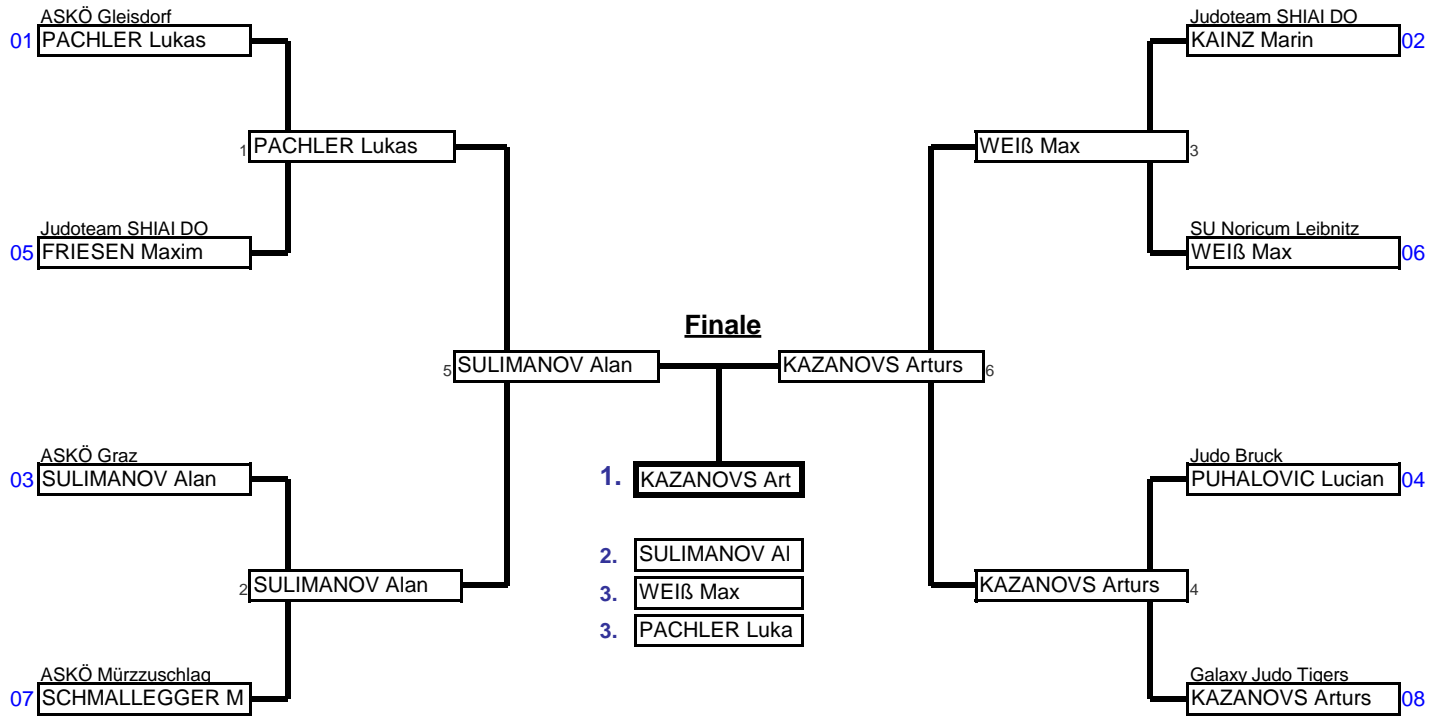 ASKÖ Gleisdorf
01 PACHLER Lukas
Judoteam SHIAI DO
KAINZ Marin 02
1 PACHLER Lukas
WEIß Max 3
Judoteam SHIAI DO
05 FRIESEN Maxim
SU Noricum Leibnitz
WEIß Max 06
Finale
5 SULIMANOV Alan
KAZANOVS Arturs 6
ASKÖ Graz
03 SULIMANOV Alan
1. KAZANOVS Art
Judo Bruck
PUHALOVIC Lucian 04
2. SULIMANOV Al
2 SULIMANOV Alan
3. WEIß Max
KAZANOVS Arturs 4
3. PACHLER Luka
ASKÖ Mürzzuschlag
07 SCHMALLEGGER M
Galaxy Judo Tigers
KAZANOVS Arturs 08